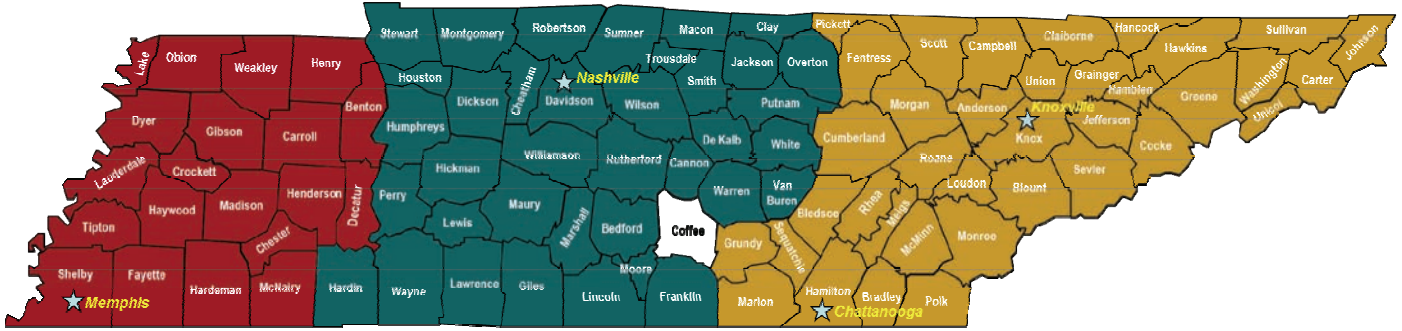 Stewart
Montgomery
Robertson
Sumner
Macon
Clay
Pickett
Scott
Campbell
Claiborne
Hancock
Hawkins
Sullivan
Johnson
Lake
Obion
Weakley
Henry
Houston
Cheatham
Nashville
Trousdale
Smith
Jackson
Overton
Fentress
Union
Grainger
Hamblen
Greene
Washington
Carter
Unicoi
Benton
Dickson
Davidson
Wilson
Putnam
Morgan
Anderson
Knoxville
Jefferson
Dyer
Gibson
Carroll
Humphreys
De Kalb
White
Cumberland
Knox
Cocke
Lauderdale
Crockett
Hickman
Williamson
Rutherford
Cannon
Roane
Loudon
Blount
Sevier
Haywood
Madison
Henderson
Decatur
Perry
Lewis
Maury
Marshall
Bedford
Warren
Van
Buren
Bledsoe
Rhea
Meigs
McMinn
Monroe
Tipton
Chester
Coffee
Grundy
Sequatchie
Shelby
Fayette
Hardeman
McNairy
Hardin
Wayne
Lawrence
Giles
Moore
Lincoln
Franklin
Marion
Hamilton
Bradley
Polk
Memphis
Chattanooga